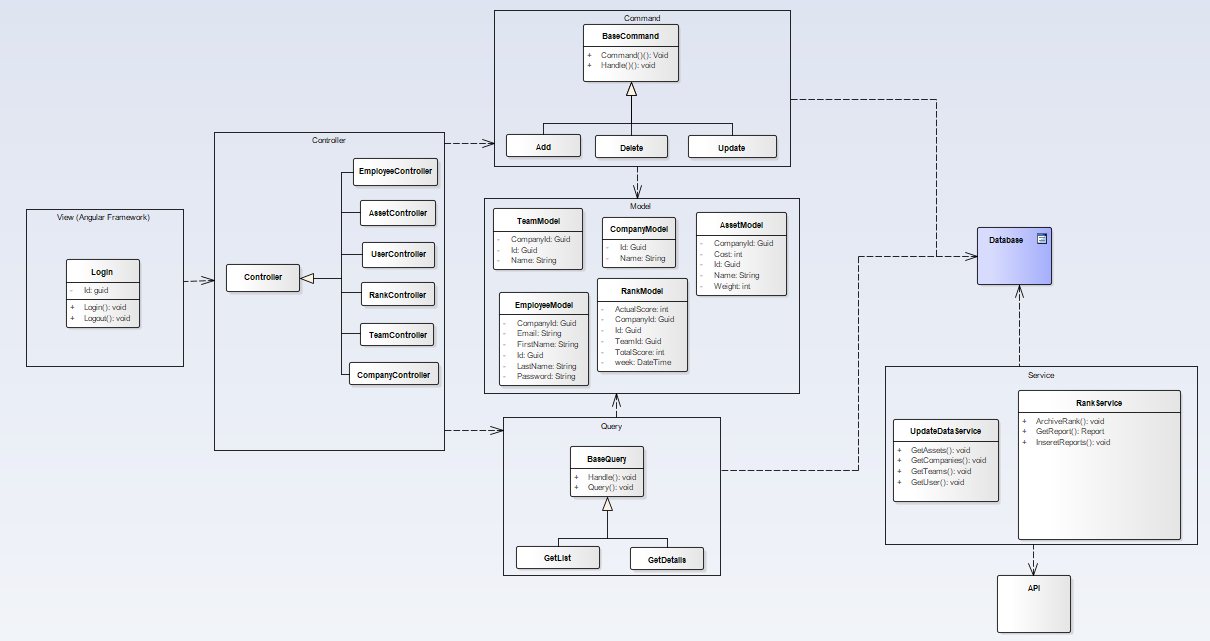 Command
BaseCommand
+ Command()(): Void
+ Handle()(): void
Add
Delete
Update
Controller
EmployeeController
AssetController
UserController
Controller
RankController
TeamController
CompanyController
View (Angular Framework)
Login
- Id: guid
+ Login(): void
+ Logout(): void
Model
TeamModel
- CompanyId: Guid
- Id: Guid
- Name: String
CompanyModel
- Id: Guid
- Name: String
AssetModel
- CompanyId: Guid
- Cost: int
- Id: Guid
- Name: String
- Weight: int
EmployeeModel
- CompanyId: Guid
- Email: String
- FirstName: String
- Id: Guid
- LastName: String
- Password: String
RankModel
- ActualScore: int
- CompanyId: Guid
- Id: Guid
- TeamId: Guid
- TotalScore: int
- week: DateTime
Database
Query
BaseQuery
+ Handle(): void
+ Query(): void
GetList
GetDetails
Service
UpdateDataService
+ GetAssets(): void
+ GetCompanies(): void
+ GetTeams(): void
+ GetUser(): void
RankService
+ ArchiveRank(): void
+ GetReport(): Report
+ InseretReports(): void
API